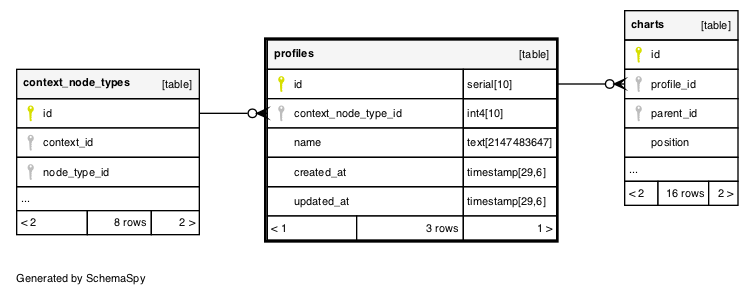 context_node_types [table]
id
context_id
node_type_id
...
< 2 8 rows 2 >
profiles [table]
id serial[10]
context_node_type_id int4[10]
name text[2147483647]
created_at timestamp[29,6]
updated_at timestamp[29,6]
< 1 3 rows 1 >
charts [table]
id
profile_id
parent_id
position
...
< 2 16 rows 2 >
Generated by SchemaSpy